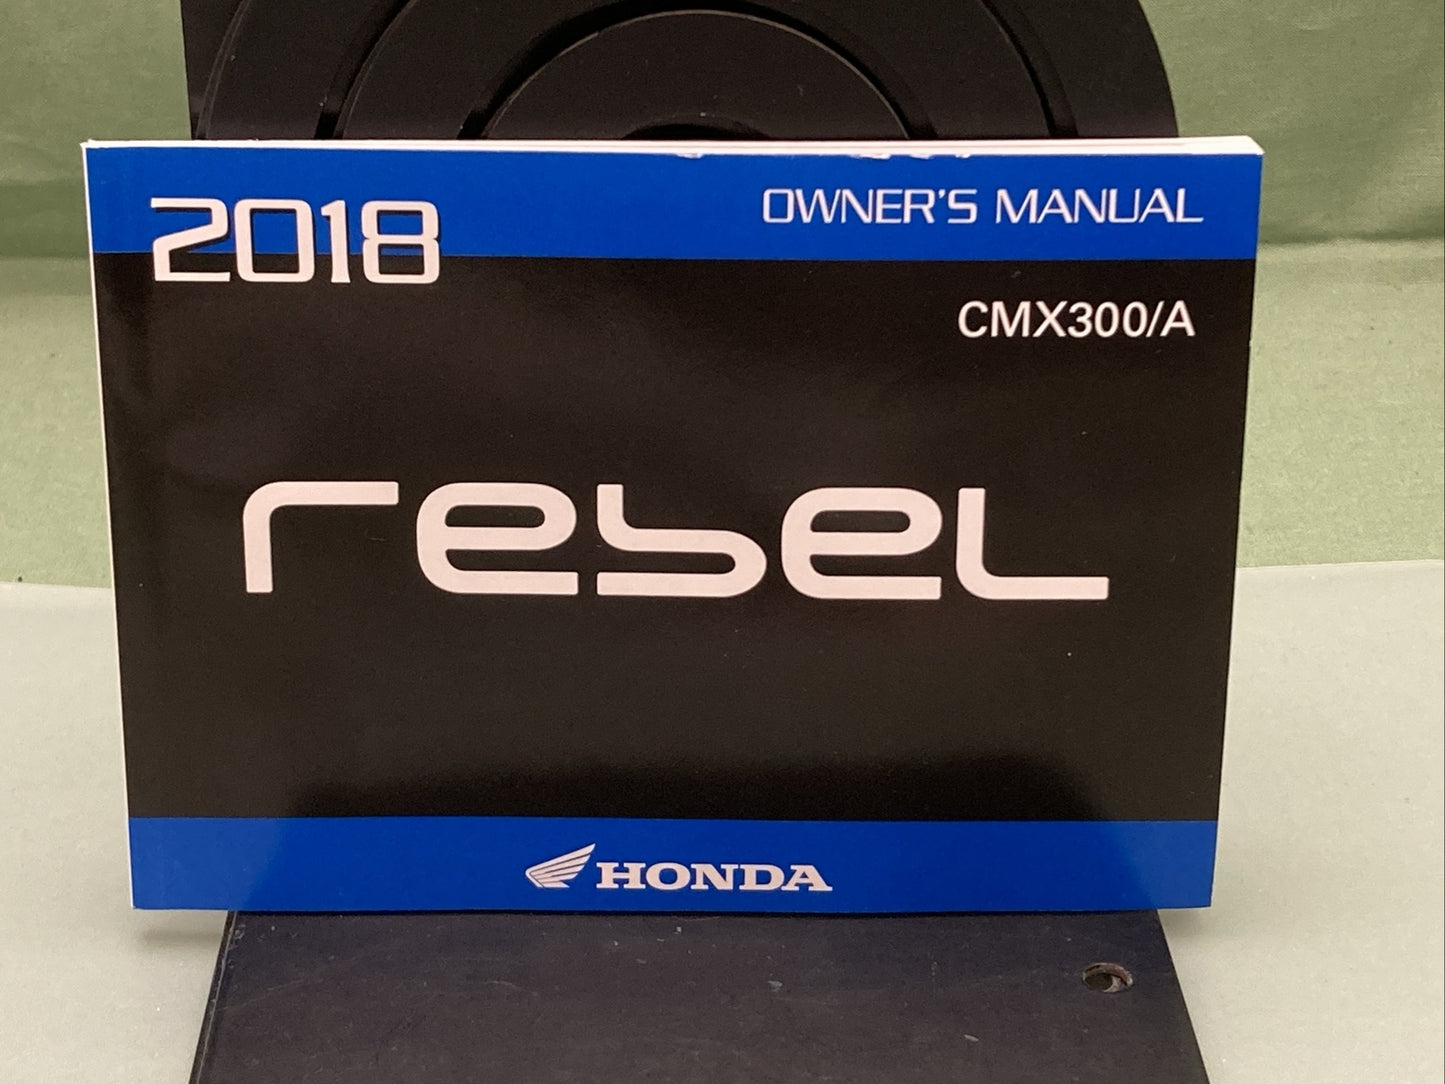 2018
OWNER'S MANUAL
CMX300/A
rebel
HONDA